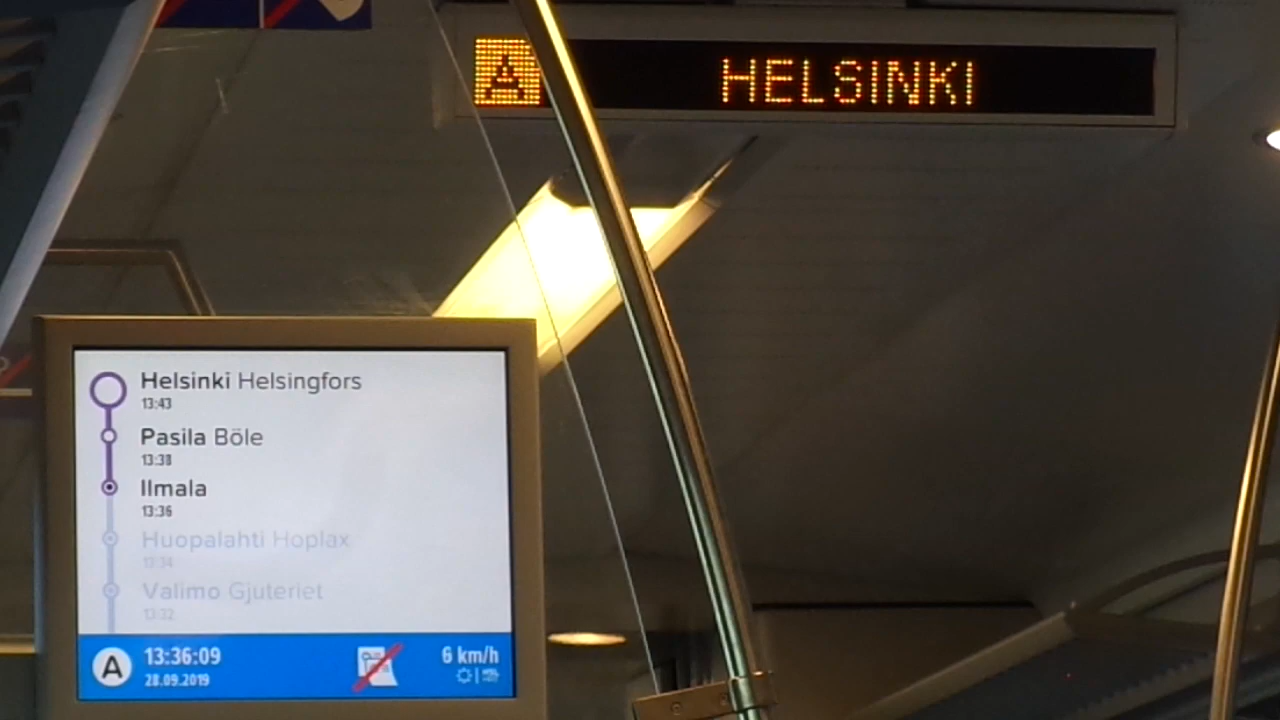 A HELSINKI
Helsinki Helsingfors
13:43
Pasila Böle
13:38
Ilmala
13:36
Huopalahti Hoplax
13:34
Valimo Gjuteriet
13:32
A 13:36:09 6 km/h
28.09.2019